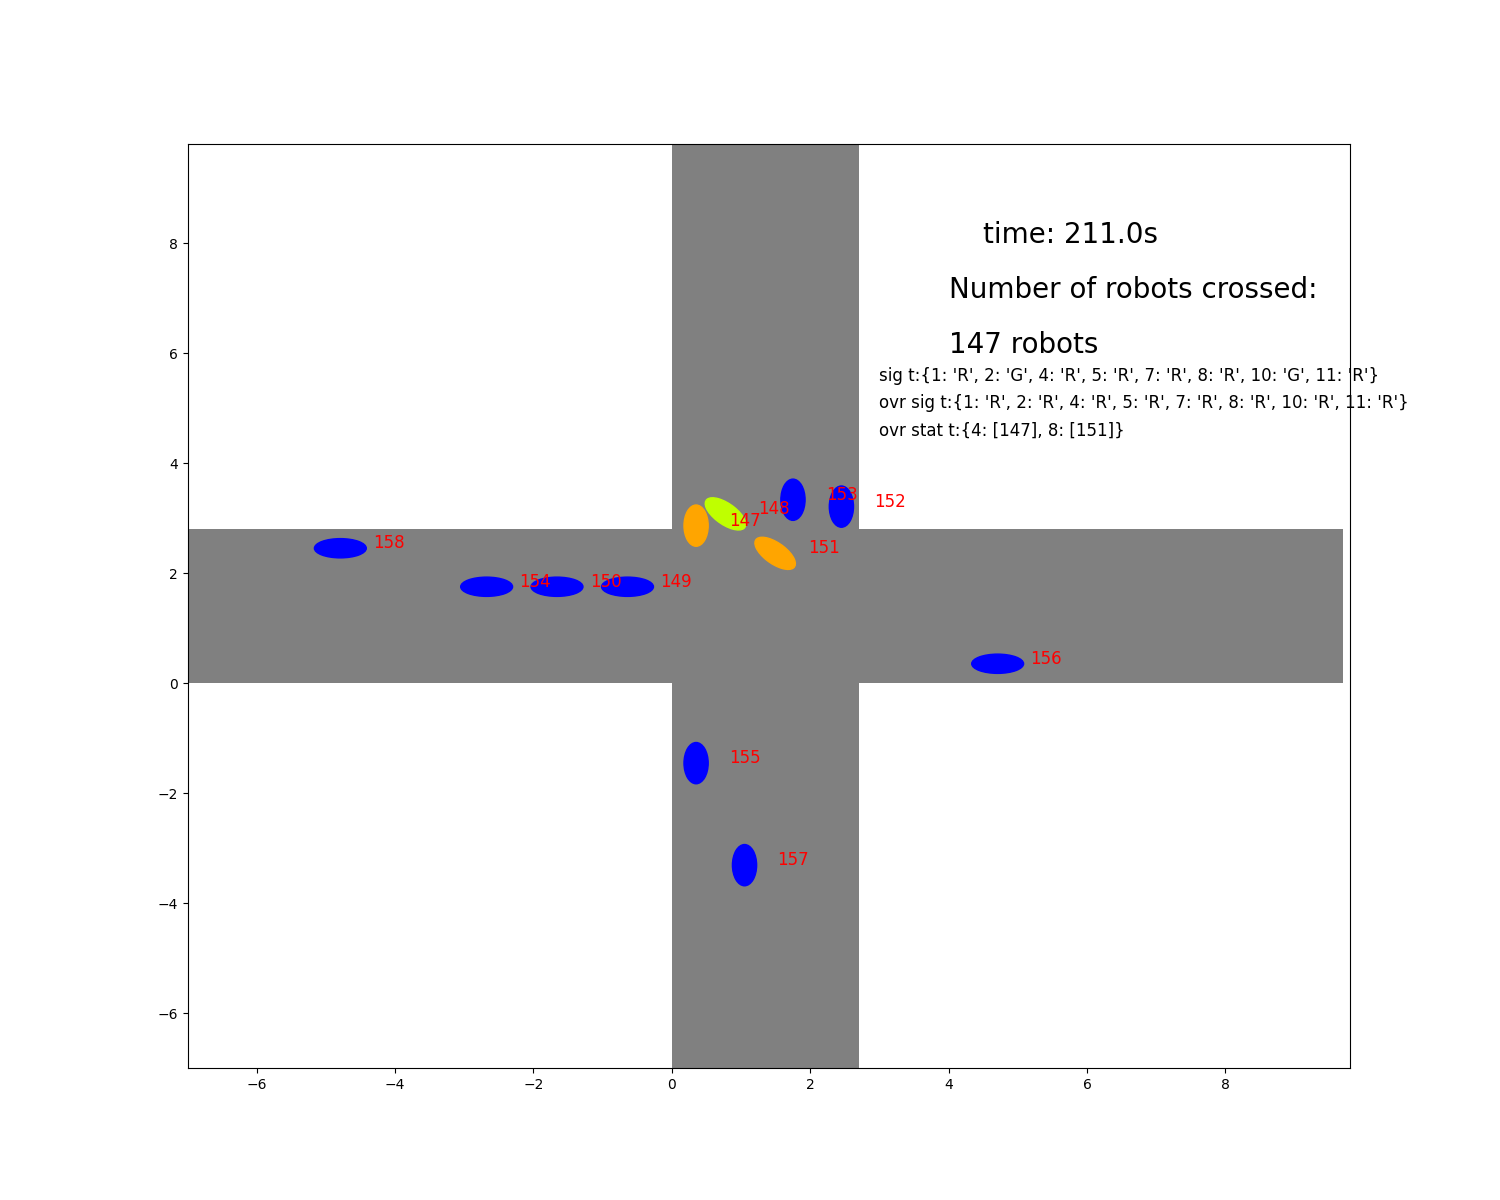 time: 211.0s
Number of robots crossed:
147 robots
sig t:{1: 'R', 2: 'G', 4: 'R', 5: 'R', 7: 'R', 8: 'R', 10: 'G', 11: 'R'}
ovr sig t:{1: 'R', 2: 'R', 4: 'R', 5: 'R', 7: 'R', 8: 'R', 10: 'R', 11: 'R'}
ovr stat t:{4: [147], 8: [151]}
153
152
148
147
151
158
154
150
149
156
155
157
8
6
4
2
0
−2
−4
−6
−6 −4 −2 0 2 4 6 8